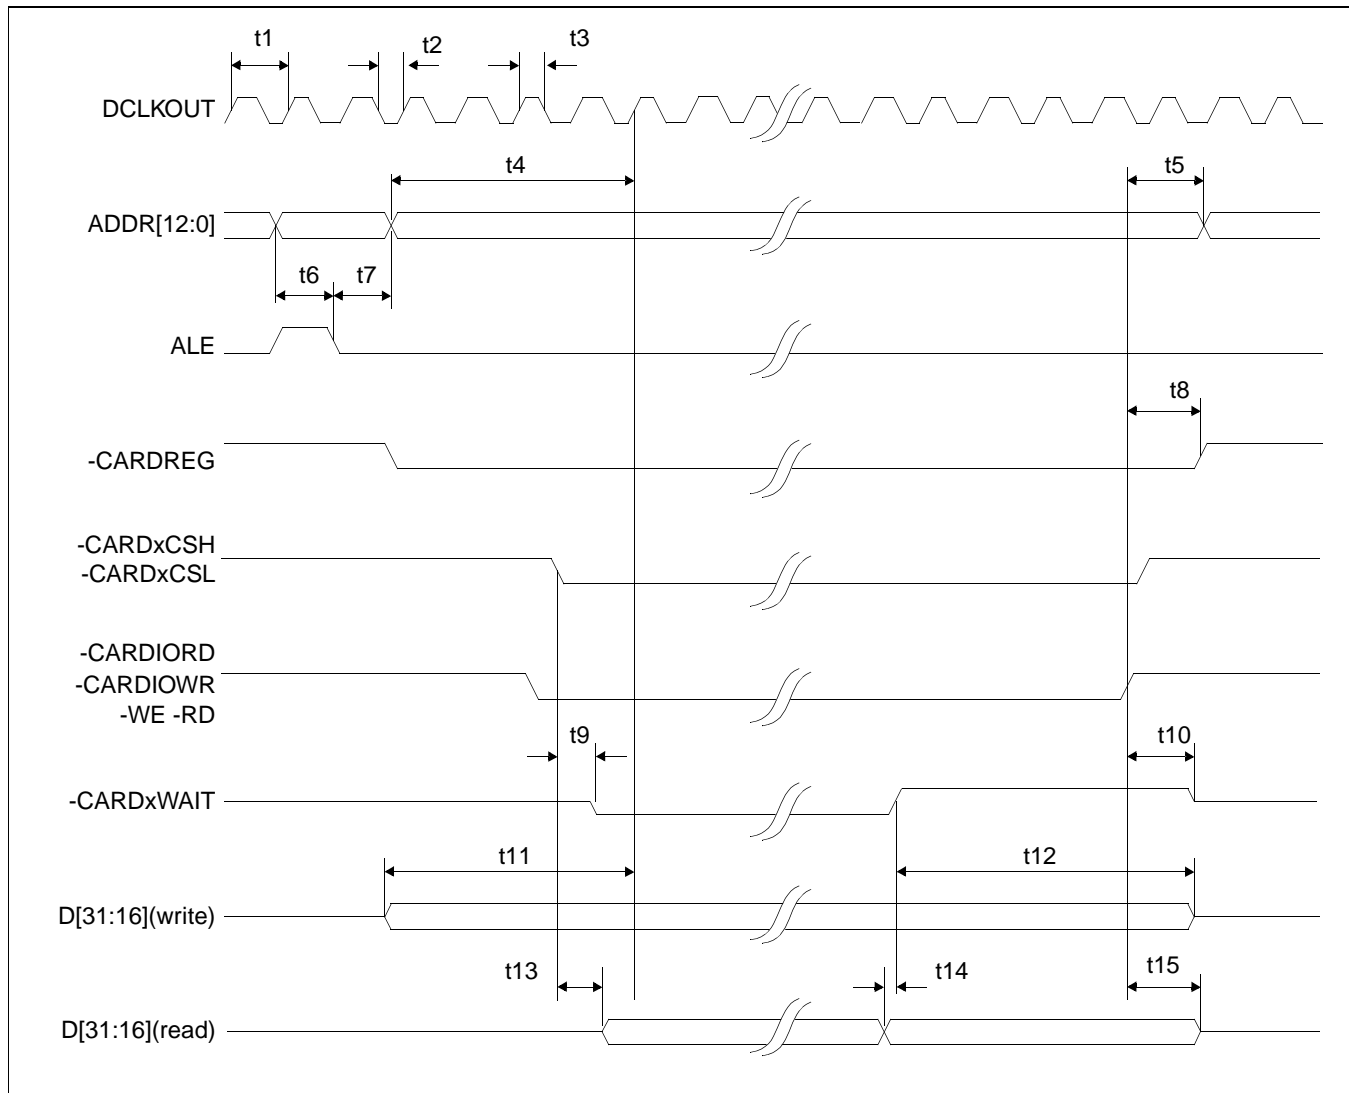 t1
t2
t3
DCLKOUT
t4
t5
ADDR[12:0]
t6
t7
ALE
t8
-CARDREG
-CARDxCSH
-CARDxCSL
-CARDIORD
-CARDIOWR
-WE -RD
t9
t10
-CARDxWAIT
t11
t12
D[31:16](write)
t13
t14
t15
D[31:16](read)